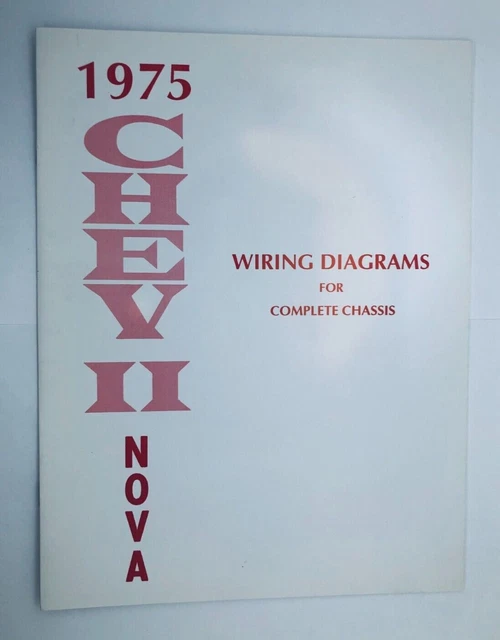 1975
CHEV II
NOVA
WIRING DIAGRAMS
FOR
COMPLETE CHASSIS